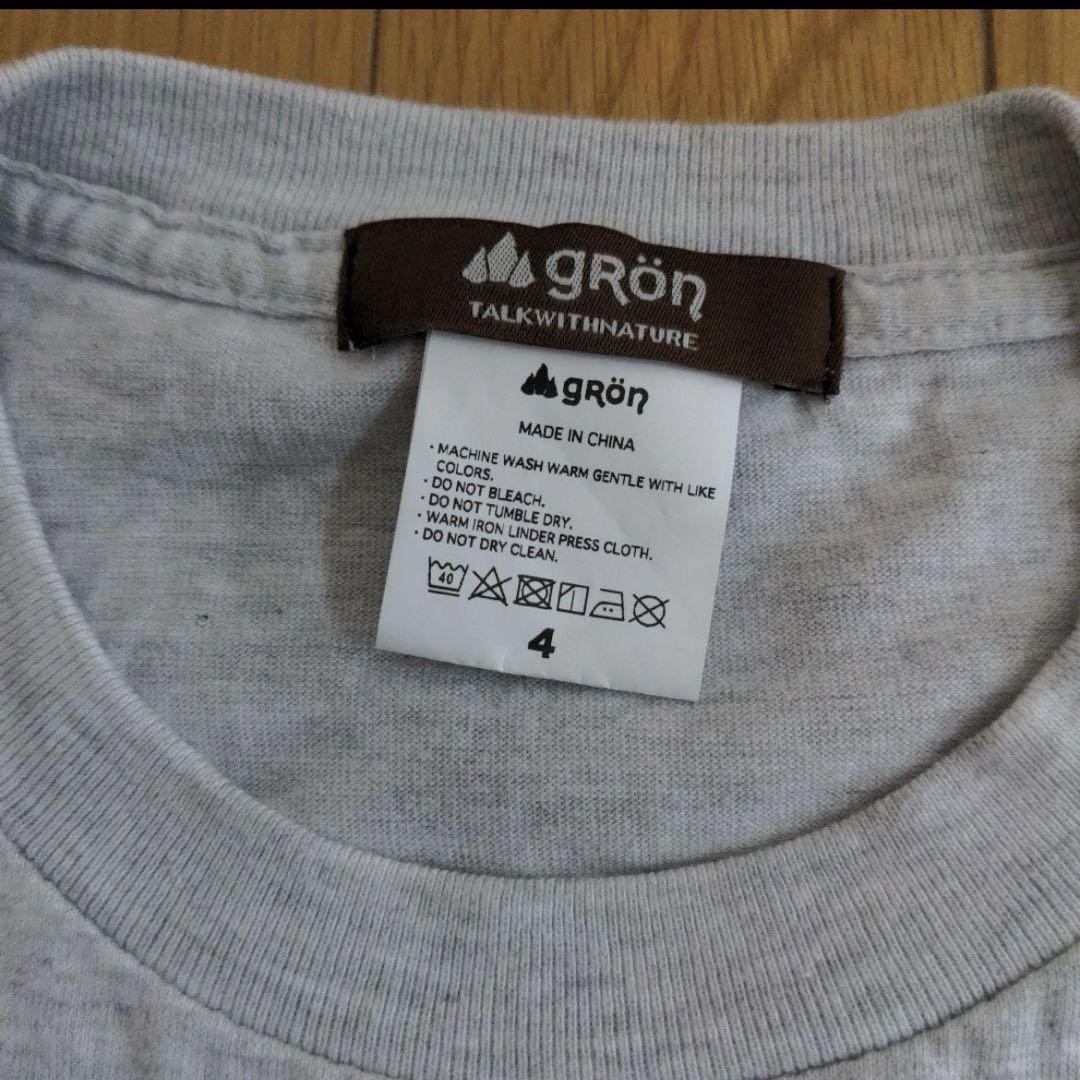 gRön
TALKWITHNATURE
gRön
MADE IN CHINA
· MACHINE WASH WARM GENTLE WITH LIKE
COLORS.
· DO NOT BLEACH.
· DO NOT TUMBLE DRY.
· WARM IRON LINDER PRESS CLOTH.
· DO NOT DRY CLEAN.
40
4